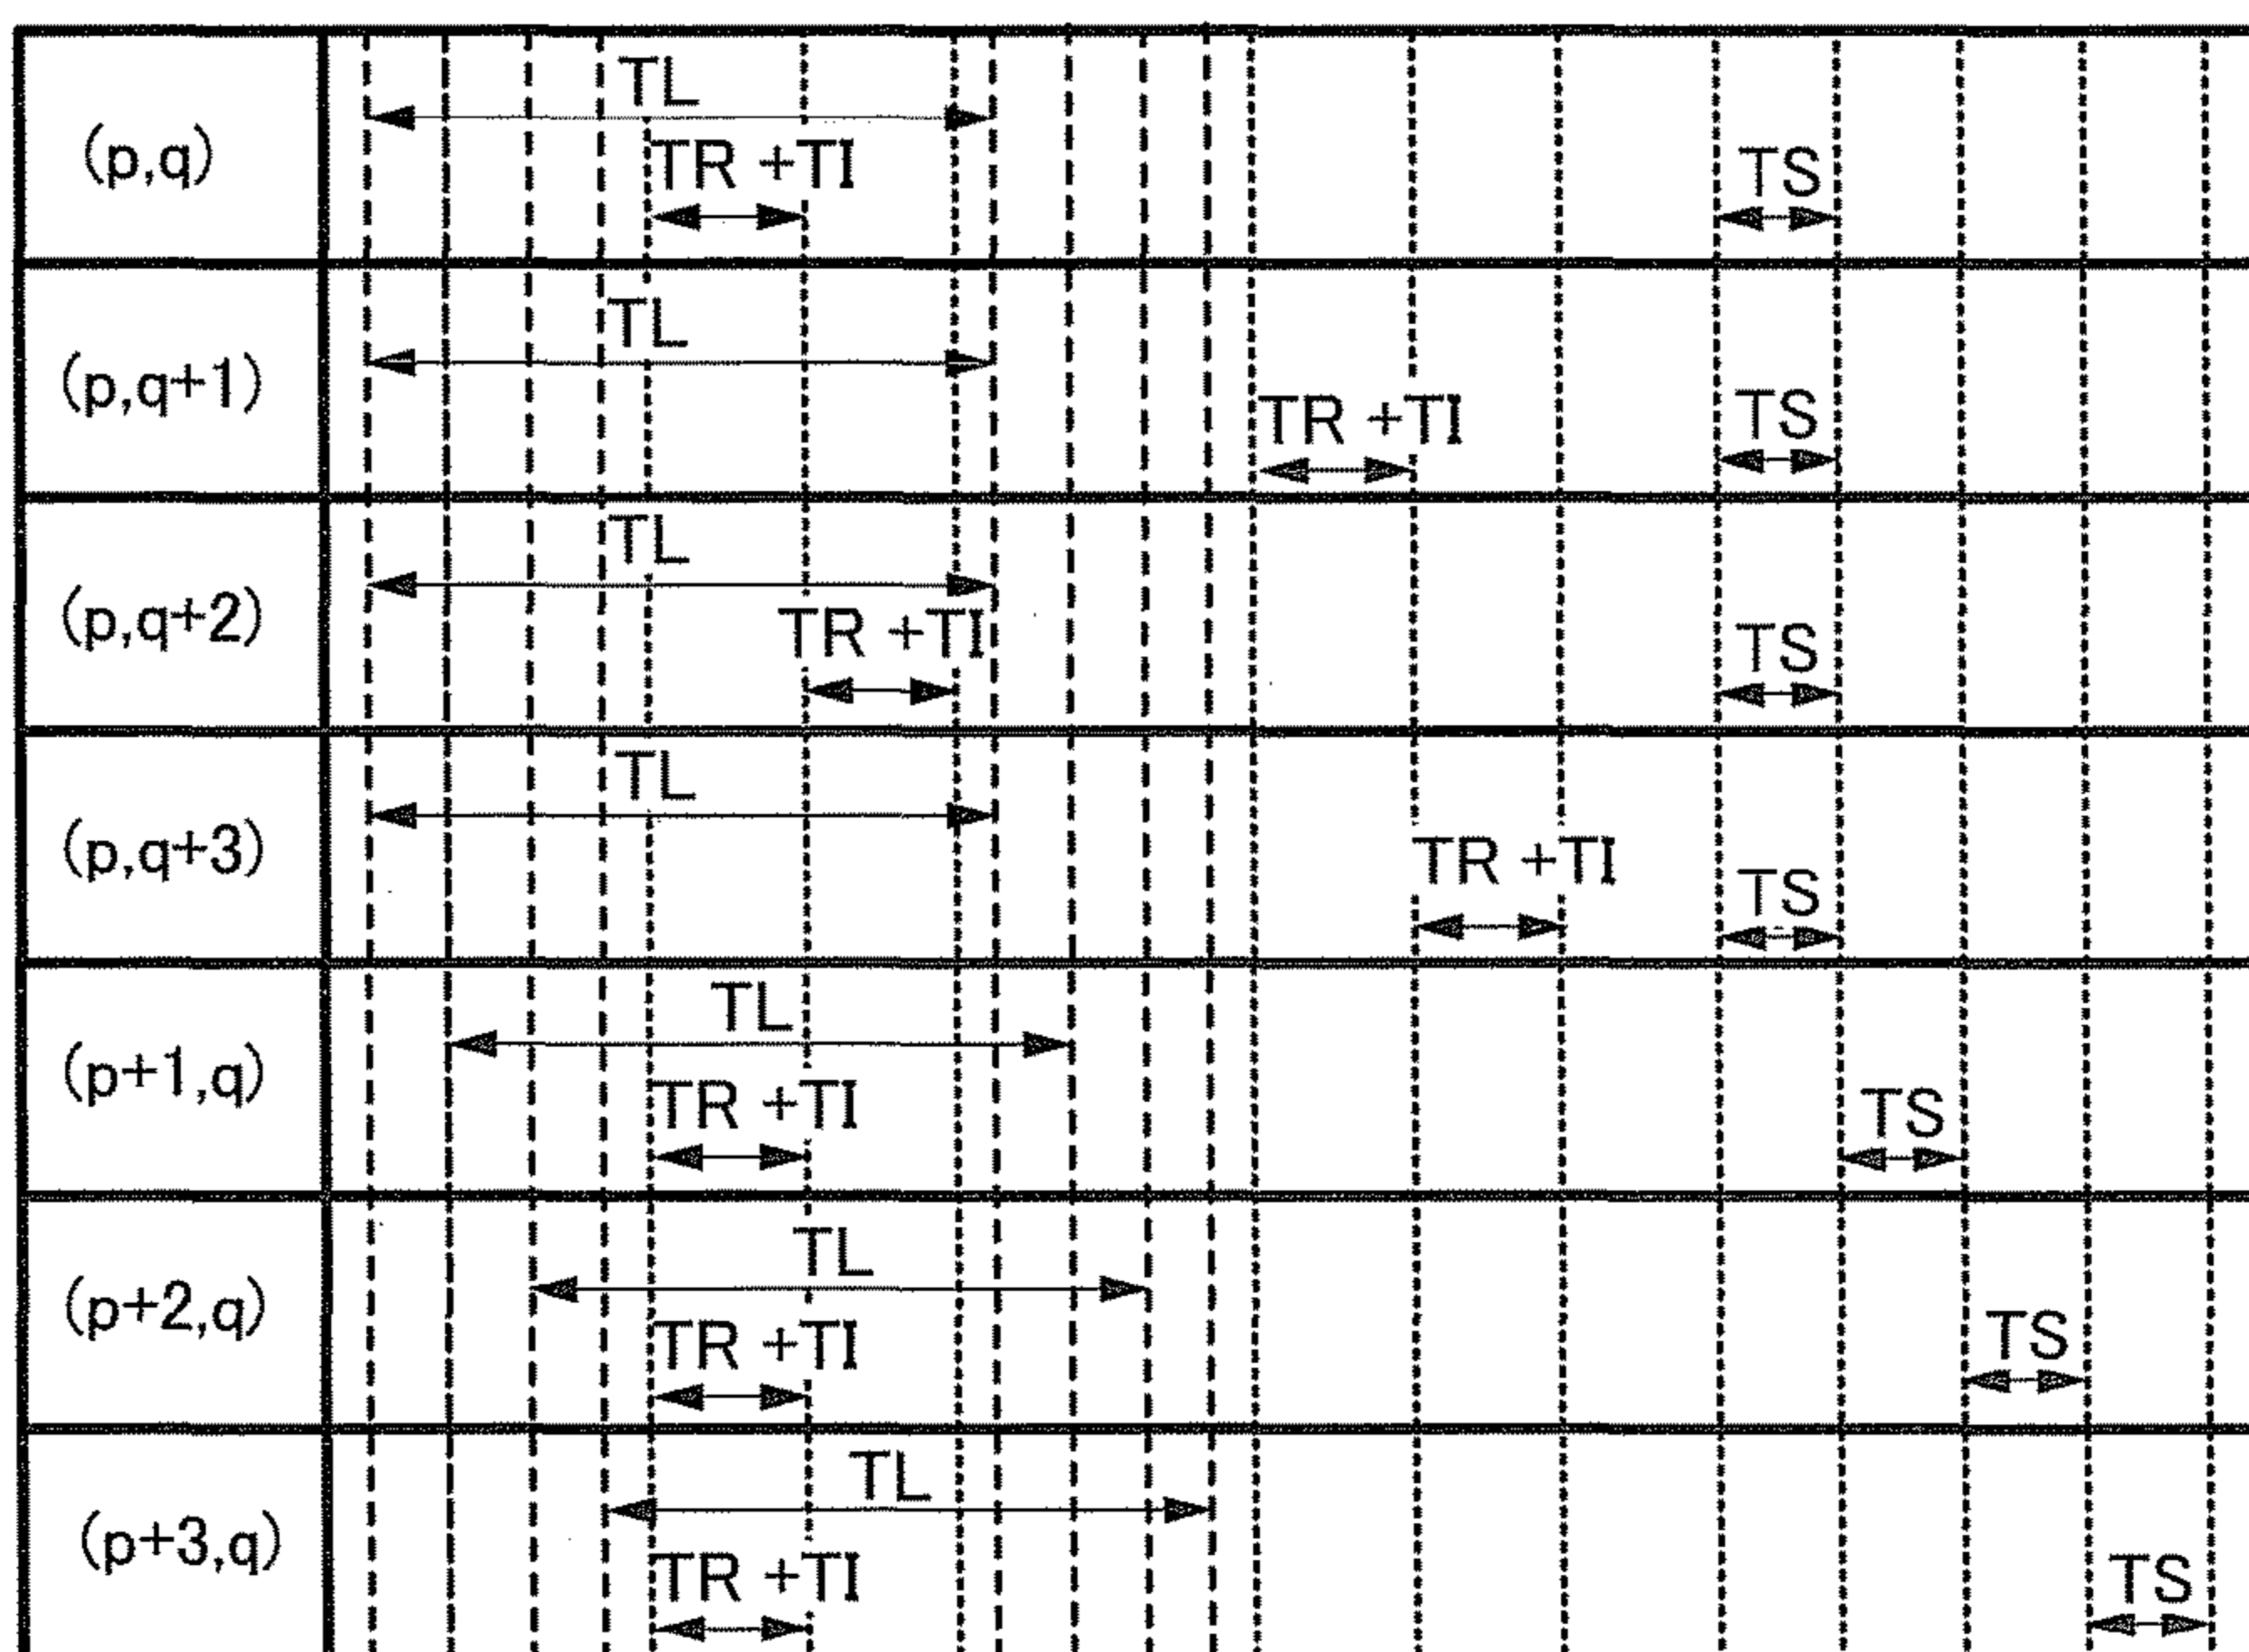 TL
(p,q)
TR +TI
TS
TL
(p,q+1)
TR +TI
TS
TL
(p,q+2)
TR +TI
TS
TL
(p,q+3)
TR +TI
TS
TL
(p+1,q)
TR +TI
TS
TL
(p+2,q)
TR +TI
TS
TL
(p+3,q)
TR +TI
TS